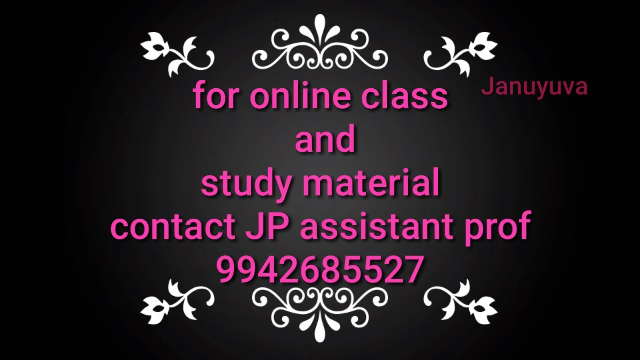 for online class
Januyuva
and
study material
contact JP assistant prof
9942685527